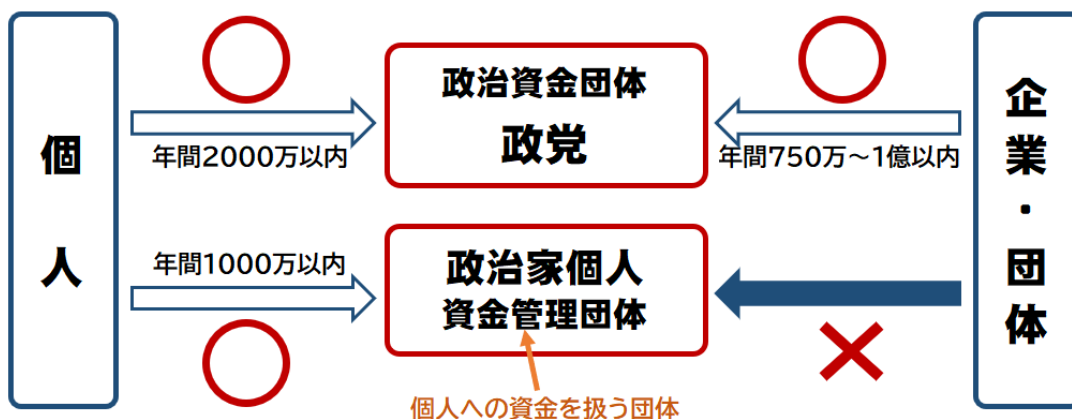 個人
年間2000万以内
政治資金団体
政党
年間750万～1億以内
企業・団体
年間1000万以内
政治家個人
資金管理団体
個人への資金を扱う団体